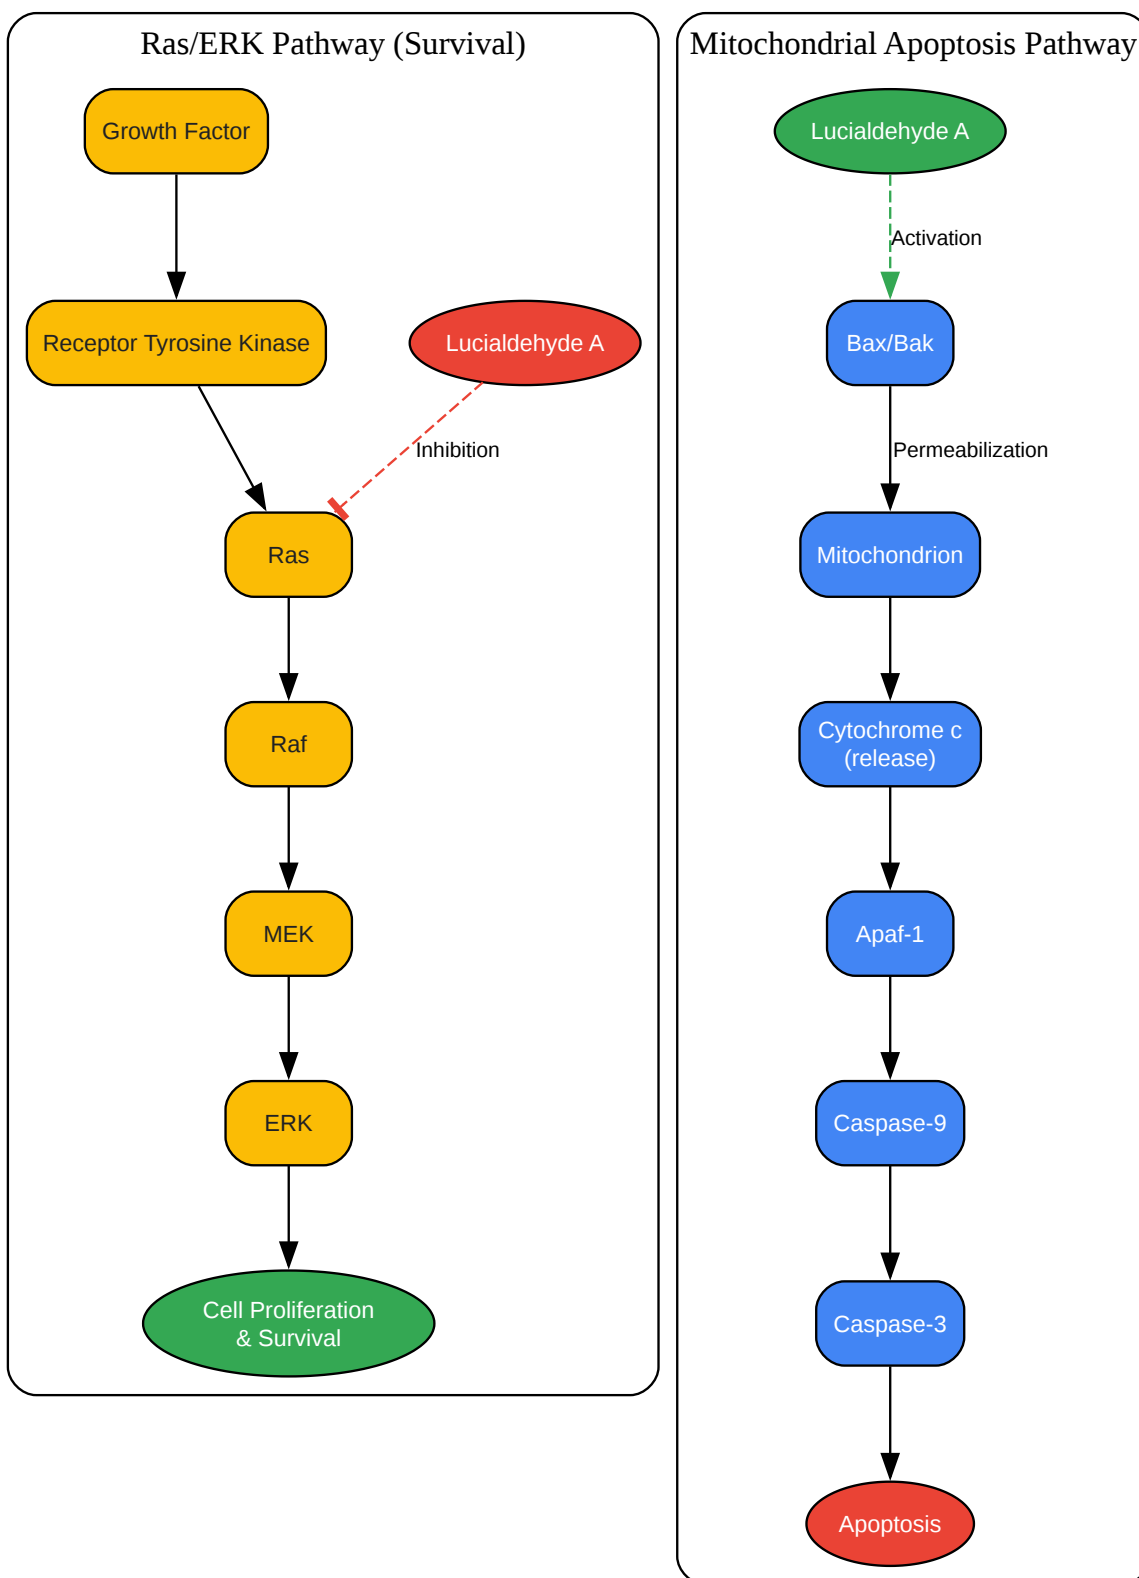 Ras/ERK Pathway (Survival)
Growth Factor
Receptor Tyrosine Kinase
Lucialdehyde A
Inhibition
Ras
Raf
MEK
ERK
Cell Proliferation
& Survival
Mitochondrial Apoptosis Pathway
Lucialdehyde A
Activation
Bax/Bak
Permeabilization
Mitochondrion
Cytochrome c
(release)
Apaf-1
Caspase-9
Caspase-3
Apoptosis